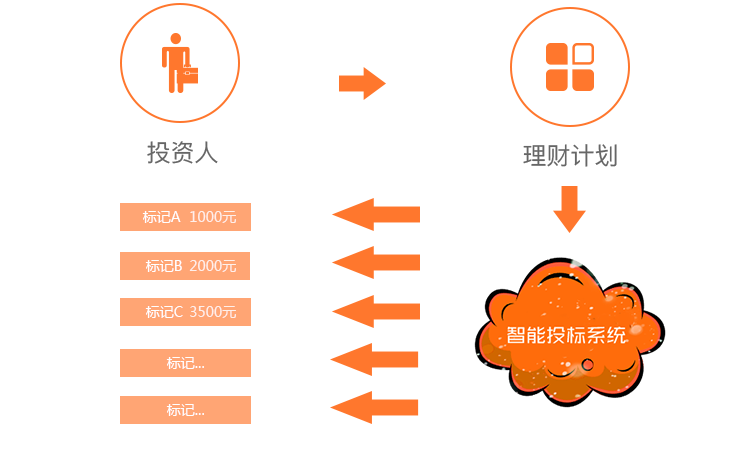 投资人
理财计划
标记A 1000元
标记B 2000元
标记C 3500元
标记...
标记...
智能投标系统